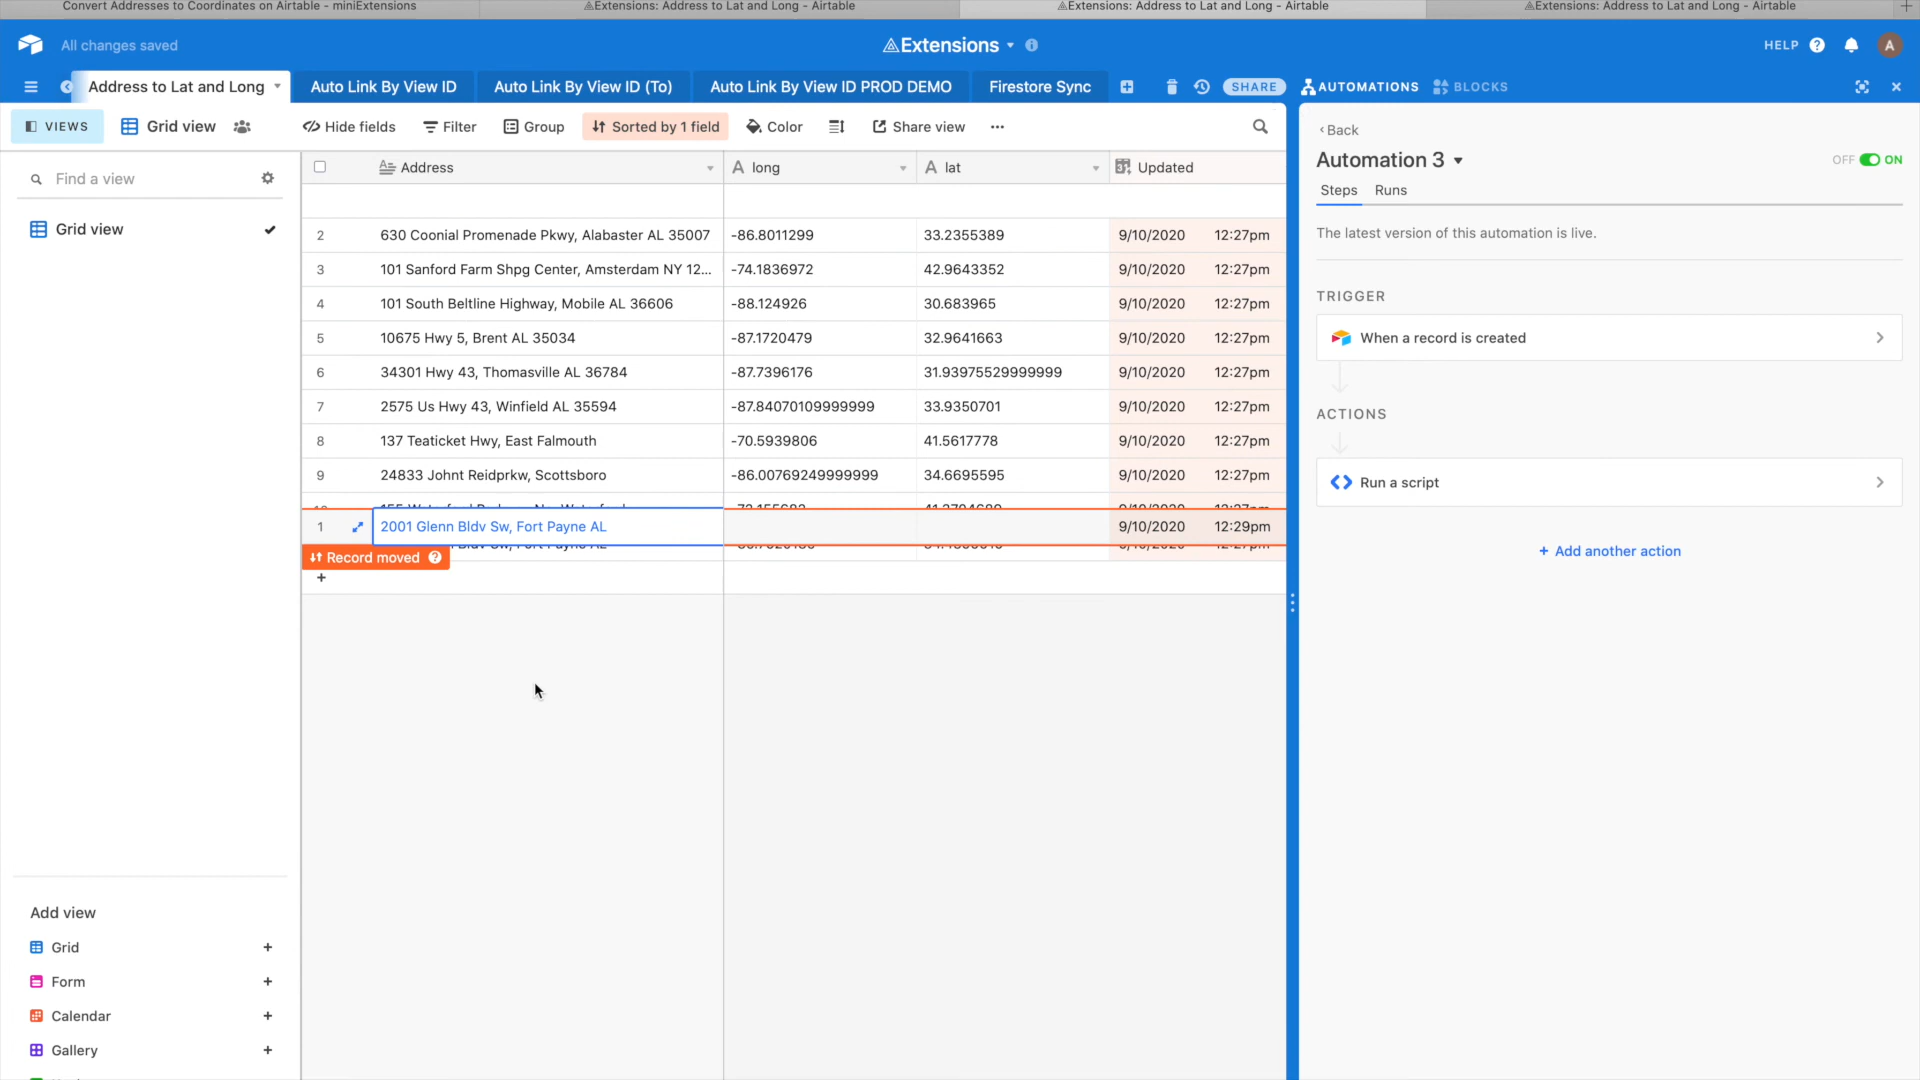 Convert Addresses to Coordinates on Airtable - miniExtensions
Extensions: Address to Lat and Long - Airtable
Extensions: Address to Lat and Long - Airtable
Extensions: Address to Lat and Long - Airtable
All changes saved
Extensions
HELP
A
Address to Lat and Long
Auto Link By View ID
Auto Link By View ID (To)
Auto Link By View ID PROD DEMO
Firestore Sync
SHARE
AUTOMATIONS
BLOCKS
VIEWS
Grid view
Hide fields
Filter
Group
Sorted by 1 field
Color
Share view
Find a view
Grid view
Address
long
lat
Updated
2 630 Coonial Promenade Pkwy, Alabaster AL 35007 -86.8011299 33.2355389 9/10/2020 12:27pm
3 101 Sanford Farm Shpg Center, Amsterdam NY 12... -74.1836972 42.9643352 9/10/2020 12:27pm
4 101 South Beltline Highway, Mobile AL 36606 -88.124926 30.683965 9/10/2020 12:27pm
5 10675 Hwy 5, Brent AL 35034 -87.1720479 32.9641663 9/10/2020 12:27pm
6 34301 Hwy 43, Thomasville AL 36784 -87.7396176 31.93975529999999 9/10/2020 12:27pm
7 2575 Us Hwy 43, Winfield AL 35594 -87.84070109999999 33.9350701 9/10/2020 12:27pm
8 137 Teaticket Hwy, East Falmouth -70.5939806 41.5617778 9/10/2020 12:27pm
9 24833 Johnt Reidprkw, Scottsboro -86.00769249999999 34.6695595 9/10/2020 12:27pm
1 2001 Glenn Bldv Sw, Fort Payne AL 9/10/2020 12:29pm
Record moved
+
Add view
Grid +
Form +
Calendar +
Gallery +
Back
Automation 3
OFF ON
Steps
Runs
The latest version of this automation is live.
TRIGGER
When a record is created
ACTIONS
Run a script
+ Add another action